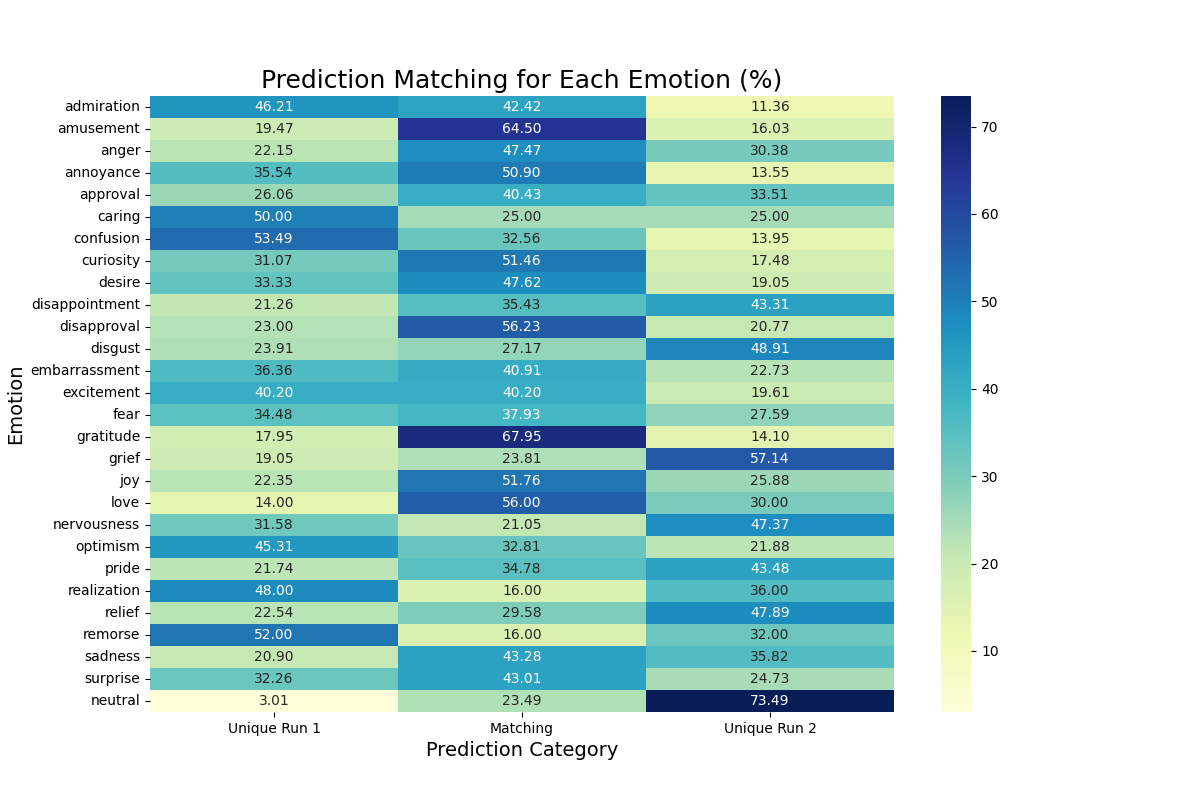 Prediction Matching for Each Emotion (%)
admiration 46.21 42.42 11.36
amusement 19.47 64.50 16.03
anger 22.15 47.47 30.38
annoyance 35.54 50.90 13.55
approval 26.06 40.43 33.51
caring 50.00 25.00 25.00
confusion 53.49 32.56 13.95
curiosity 31.07 51.46 17.48
desire 33.33 47.62 19.05
disappointment 21.26 35.43 43.31
disapproval 23.00 56.23 20.77
disgust 23.91 27.17 48.91
embarrassment 36.36 40.91 22.73
excitement 40.20 40.20 19.61
fear 34.48 37.93 27.59
gratitude 17.95 67.95 14.10
grief 19.05 23.81 57.14
joy 22.35 51.76 25.88
love 14.00 56.00 30.00
nervousness 31.58 21.05 47.37
optimism 45.31 32.81 21.88
pride 21.74 34.78 43.48
realization 48.00 16.00 36.00
relief 22.54 29.58 47.89
remorse 52.00 16.00 32.00
sadness 20.90 43.28 35.82
surprise 32.26 43.01 24.73
neutral 3.01 23.49 73.49
Unique Run 1 Matching Unique Run 2
Prediction Category
Emotion
70
60
50
40
30
20
10